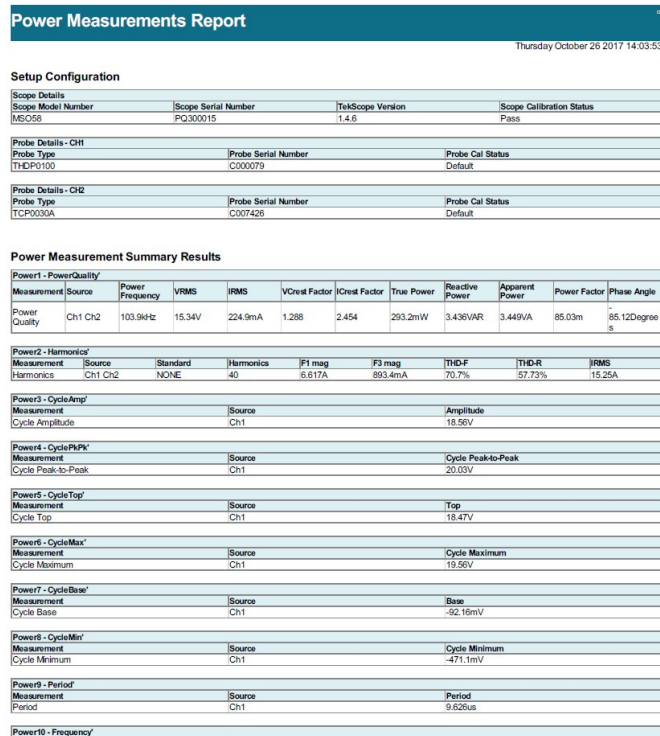 Power Measurements Report
Thursday October 26 2017 14:03:53
Setup Configuration
Scope Details
Scope Model Number Scope Serial Number TekScope Version Scope Calibration Status
MSO58 PQ300015 1.4.6 Pass
Probe Details - CH1
Probe Type Probe Serial Number Probe Cal Status
THDP0100 C000079 Default
Probe Details - CH2
Probe Type Probe Serial Number Probe Cal Status
TCP0030A C007426 Default
Power Measurement Summary Results
Power1 - PowerQuality'
Measurement Source Power Frequency VRMS IRMS VCrest Factor ICrest Factor True Power Reactive Power Apparent Power Power Factor Phase Angle
Power Quality Ch1 Ch2 103.9kHz 15.34V 224.9mA 1.288 2.454 293.2mW 3.436VAR 3.449VA 85.03m -85.12Degrees
Power2 - Harmonics'
Measurement Source Standard Harmonics F1 mag F3 mag THD-F THD-R IRMS
Harmonics Ch1 Ch2 NONE 40 6.617A 893.4mA 70.7% 57.73% 15.25A
Power3 - CycleAmp'
Measurement Source Amplitude
Cycle Amplitude Ch1 18.56V
Power4 - CyclePkPk'
Measurement Source Cycle Peak-to-Peak
Cycle Peak-to-Peak Ch1 20.03V
Power5 - CycleTop'
Measurement Source Top
Cycle Top Ch1 18.47V
Power6 - CycleMax'
Measurement Source Cycle Maximum
Cycle Maximum Ch1 19.56V
Power7 - CycleBase'
Measurement Source Base
Cycle Base Ch1 -92.16mV
Power8 - CycleMin'
Measurement Source Cycle Minimum
Cycle Minimum Ch1 -471.1mV
Power9 - Period'
Measurement Source Period
Period Ch1 9.626us
Power10 - Frequency'